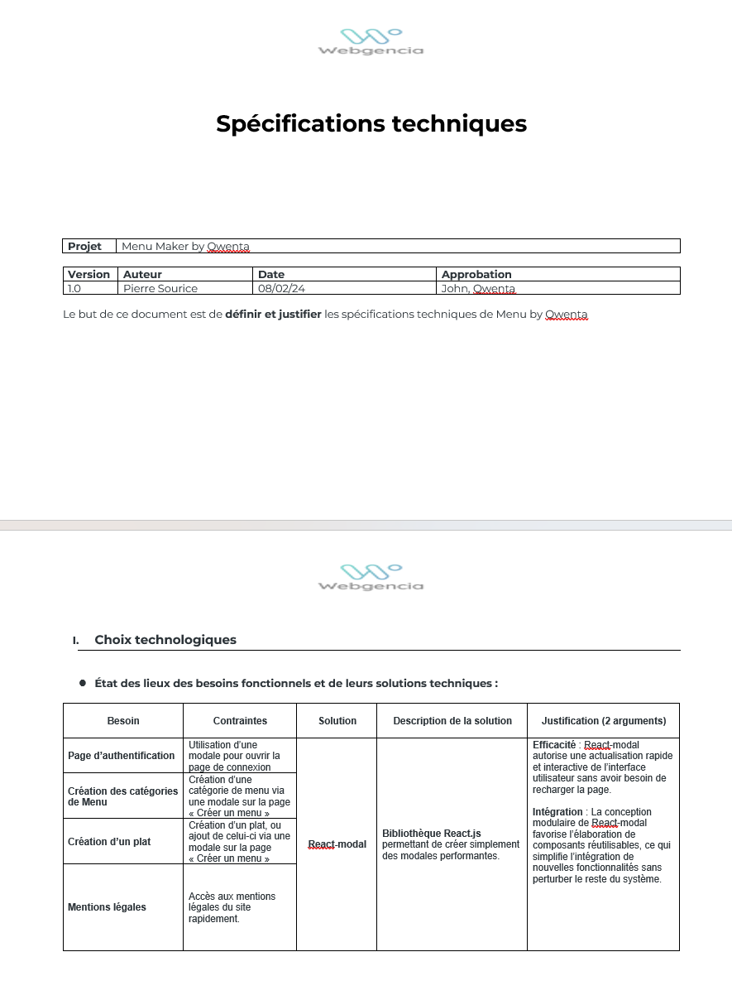 Webgencia
Spécifications techniques
Projet Menu Maker by Qwenta
Version Auteur Date Approbation
1.0 Pierre Sourice 08/02/24 John, Qwenta
Le but de ce document est de définir et justifier les spécifications techniques de Menu by Qwenta
Webgencia
I. Choix technologiques
● État des lieux des besoins fonctionnels et de leurs solutions techniques :
Besoin Contraintes Solution Description de la solution Justification (2 arguments)
Page d'authentification
Utilisation d'une
modale pour ouvrir la
page de connexion
Création des catégories
de Menu
Création d'une
catégorie de menu via
une modale sur la page
« Créer un menu »
Création d'un plat
Création d'un plat, ou
ajout de celui-ci via une
modale sur la page
« Créer un menu »
Mentions légales
Accès aux mentions
légales du site
rapidement.
React-modal
Bibliothèque React.js
permettant de créer simplement
des modales performantes.
Efficacité : React-modal
autorise une actualisation rapide
et interactive de l'interface
utilisateur sans avoir besoin de
recharger la page.
Intégration : La conception
modulaire de React-modal
favorise l'élaboration de
composants réutilisables, ce qui
simplifie l'intégration de
nouvelles fonctionnalités sans
perturber le reste du système.